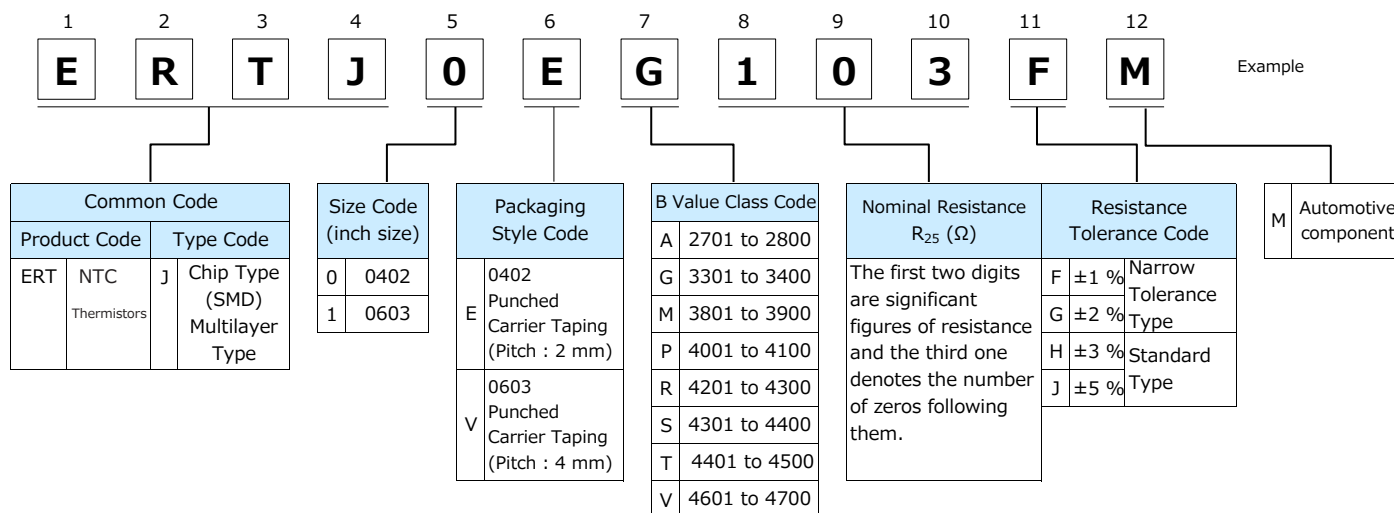 1 2 3 4 5 6 7 8 9 10 11 12
E R T J 0 E G 1 0 3 F M Example
Common Code
Product Code Type Code
ERT NTC
Thermistors
J Chip Type
(SMD)
Multilayer
Type
Size Code
(inch size)
0 0402
1 0603
Packaging
Style Code
E 0402
Punched
Carrier Taping
(Pitch : 2 mm)
V 0603
Punched
Carrier Taping
(Pitch : 4 mm)
B Value Class Code
A 2701 to 2800
G 3301 to 3400
M 3801 to 3900
P 4001 to 4100
R 4201 to 4300
S 4301 to 4400
T 4401 to 4500
V 4601 to 4700
Nominal Resistance
R₂₅ (Ω)
The first two digits
are significant
figures of resistance
and the third one
denotes the number
of zeros following
them.
Resistance
Tolerance Code
F ±1 %
G ±2 %
Narrow
Tolerance
Type
H ±3 %
J ±5 %
Standard
Type
M Automotive
component